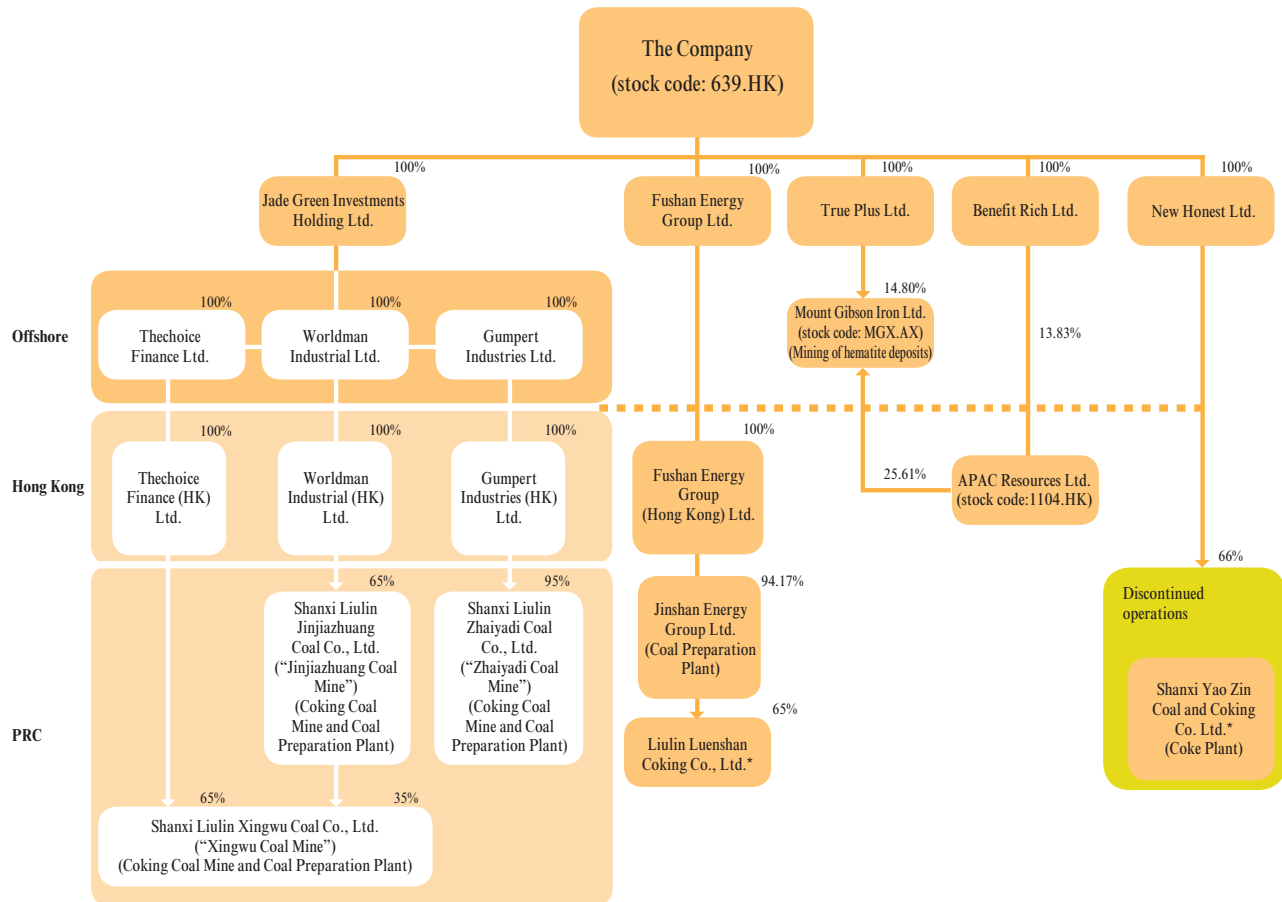 The Company
(stock code: 639.HK)
100%
100%
100%
100%
100%
Jade Green Investments
Holding Ltd.
Fushan Energy
Group Ltd.
True Plus Ltd.
Benefit Rich Ltd.
New Honest Ltd.
Offshore
100%
100%
100%
Thechoice
Finance Ltd.
Worldman
Industrial Ltd.
Gumpert
Industries Ltd.
14.80%
Mount Gibson Iron Ltd.
(stock code: MGX.AX)
(Mining of hematite deposits)
13.83%
Hong Kong
100%
100%
100%
100%
Thechoice
Finance (HK)
Ltd.
Worldman
Industrial (HK)
Ltd.
Gumpert
Industries (HK)
Ltd.
Fushan Energy
Group
(Hong Kong) Ltd.
25.61%
APAC Resources Ltd.
(stock code:1104.HK)
PRC
65%
95%
94.17%
66%
Shanxi Liulin
Jinjiazhuang
Coal Co., Ltd.
(“Jinjiazhuang Coal
Mine”)
(Coking Coal
Mine and Coal
Preparation Plant)
Shanxi Liulin
Zhaiyadi Coal
Co., Ltd.
(“Zhaiyadi Coal
Mine”)
(Coking Coal
Mine and Coal
Preparation Plant)
Jinshan Energy
Group Ltd.
(Coal Preparation
Plant)
65%
Liulin Luenshan
Coking Co., Ltd.*
Discontinued
operations
Shanxi Yao Zin
Coal and Coking
Co. Ltd.*
(Coke Plant)
65%
35%
Shanxi Liulin Xingwu Coal Co., Ltd.
(“Xingwu Coal Mine”)
(Coking Coal Mine and Coal Preparation Plant)